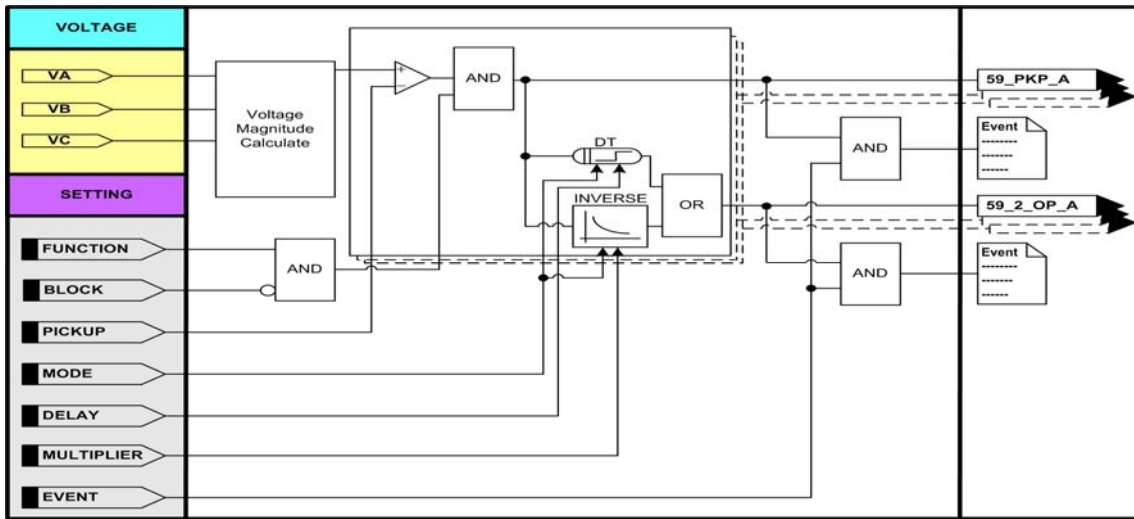 VOLTAGE
VA
VB
VC
SETTING
FUNCTION
BLOCK
PICKUP
MODE
DELAY
MULTIPLIER
EVENT
Voltage
Magnitude
Calculate
AND
+
−
AND
DT
INVERSE
OR
AND
AND
59_PKP_A
Event
-------
-------
------
59_2_OP_A
Event
-------
-------
------